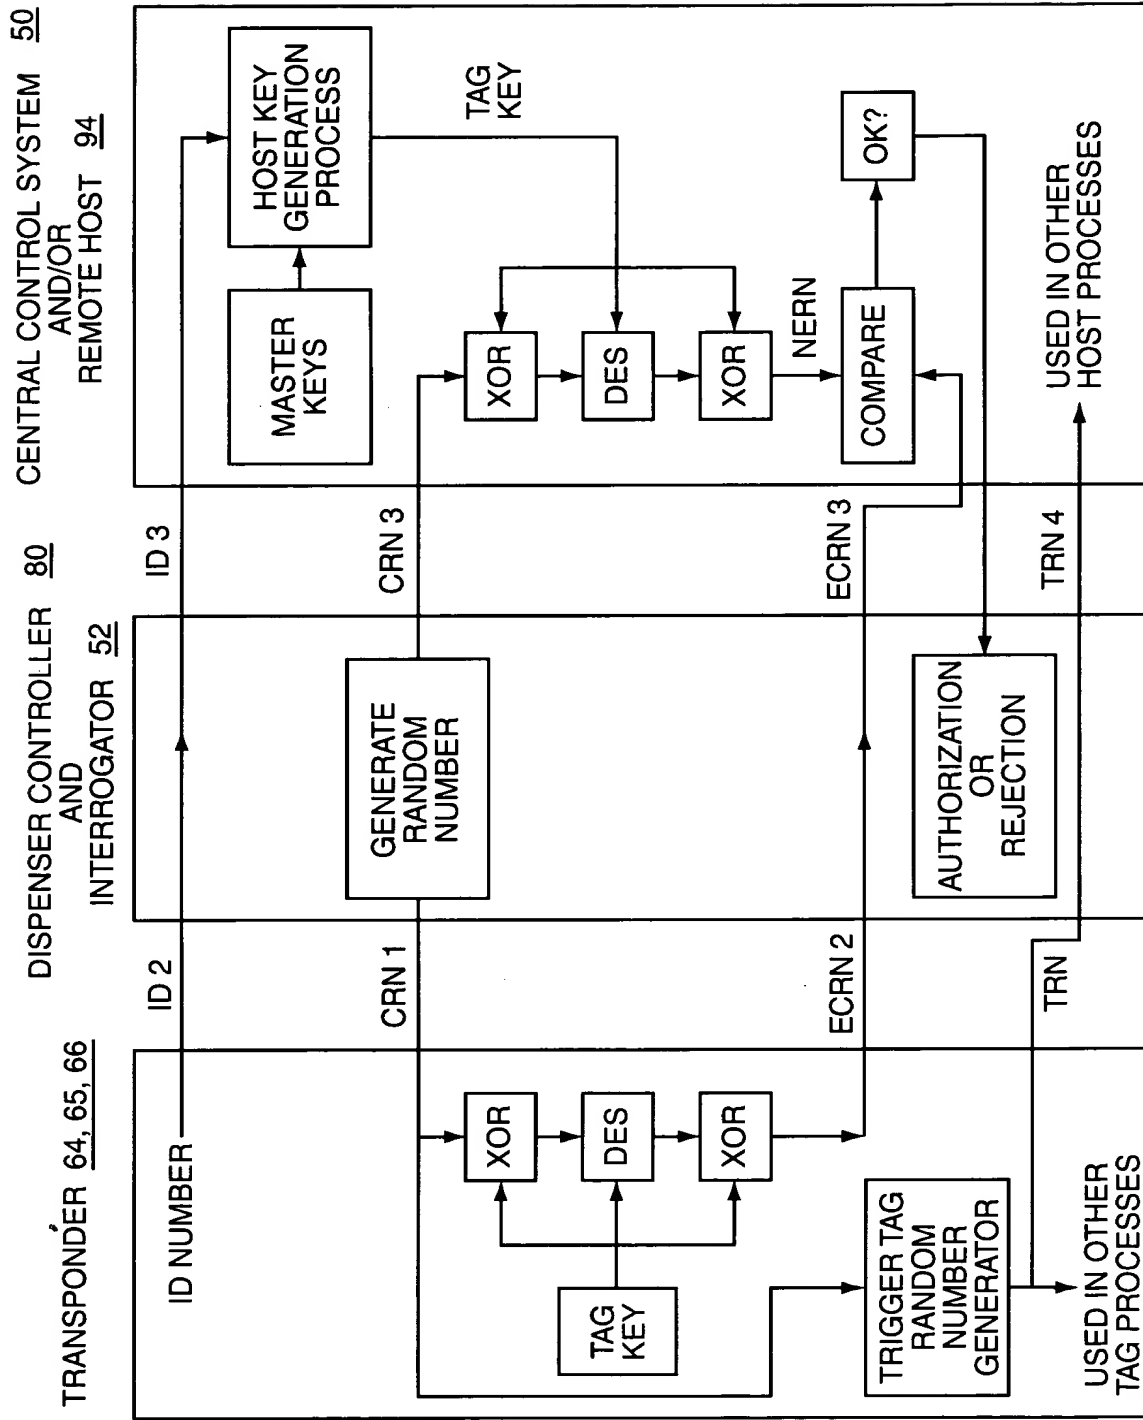 TRANSPONDER 64, 65, 66
DISPENSER CONTROLLER 80
AND
INTERROGATOR 52
CENTRAL CONTROL SYSTEM 50
AND/OR
REMOTE HOST 94
ID NUMBER
ID 2
ID 3
MASTER
KEYS
HOST KEY
GENERATION
PROCESS
TAG
KEY
CRN 1
GENERATE
RANDOM
NUMBER
CRN 3
TAG
KEY
XOR
DES
XOR
XOR
DES
XOR
NERN
ECRN 2
ECRN 3
COMPARE
OK?
TRIGGER TAG
RANDOM
NUMBER
GENERATOR
AUTHORIZATION
OR
REJECTION
TRN
TRN 4
USED IN OTHER
HOST PROCESSES
USED IN OTHER
TAG PROCESSES